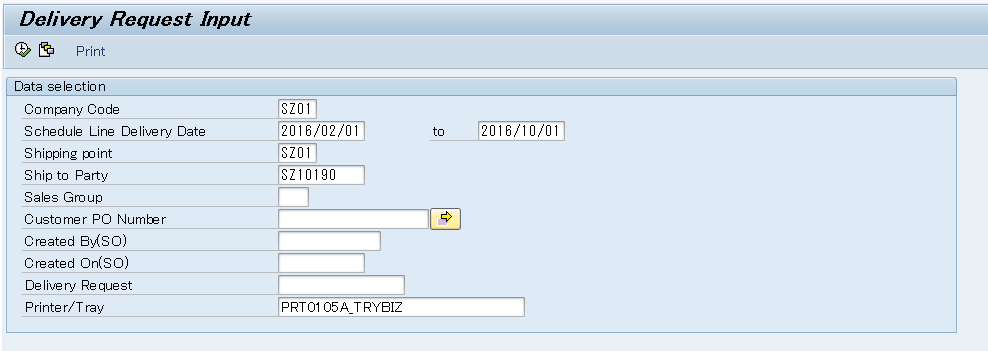 Delivery Request Input
Print
Data selection
Company Code SZ01
Schedule Line Delivery Date 2016/02/01 to 2016/10/01
Shipping point SZ01
Ship to Party SZ10190
Sales Group
Customer PO Number
Created By(SO)
Created On(SO)
Delivery Request
Printer/Tray PRT0105A_TRYBIZ